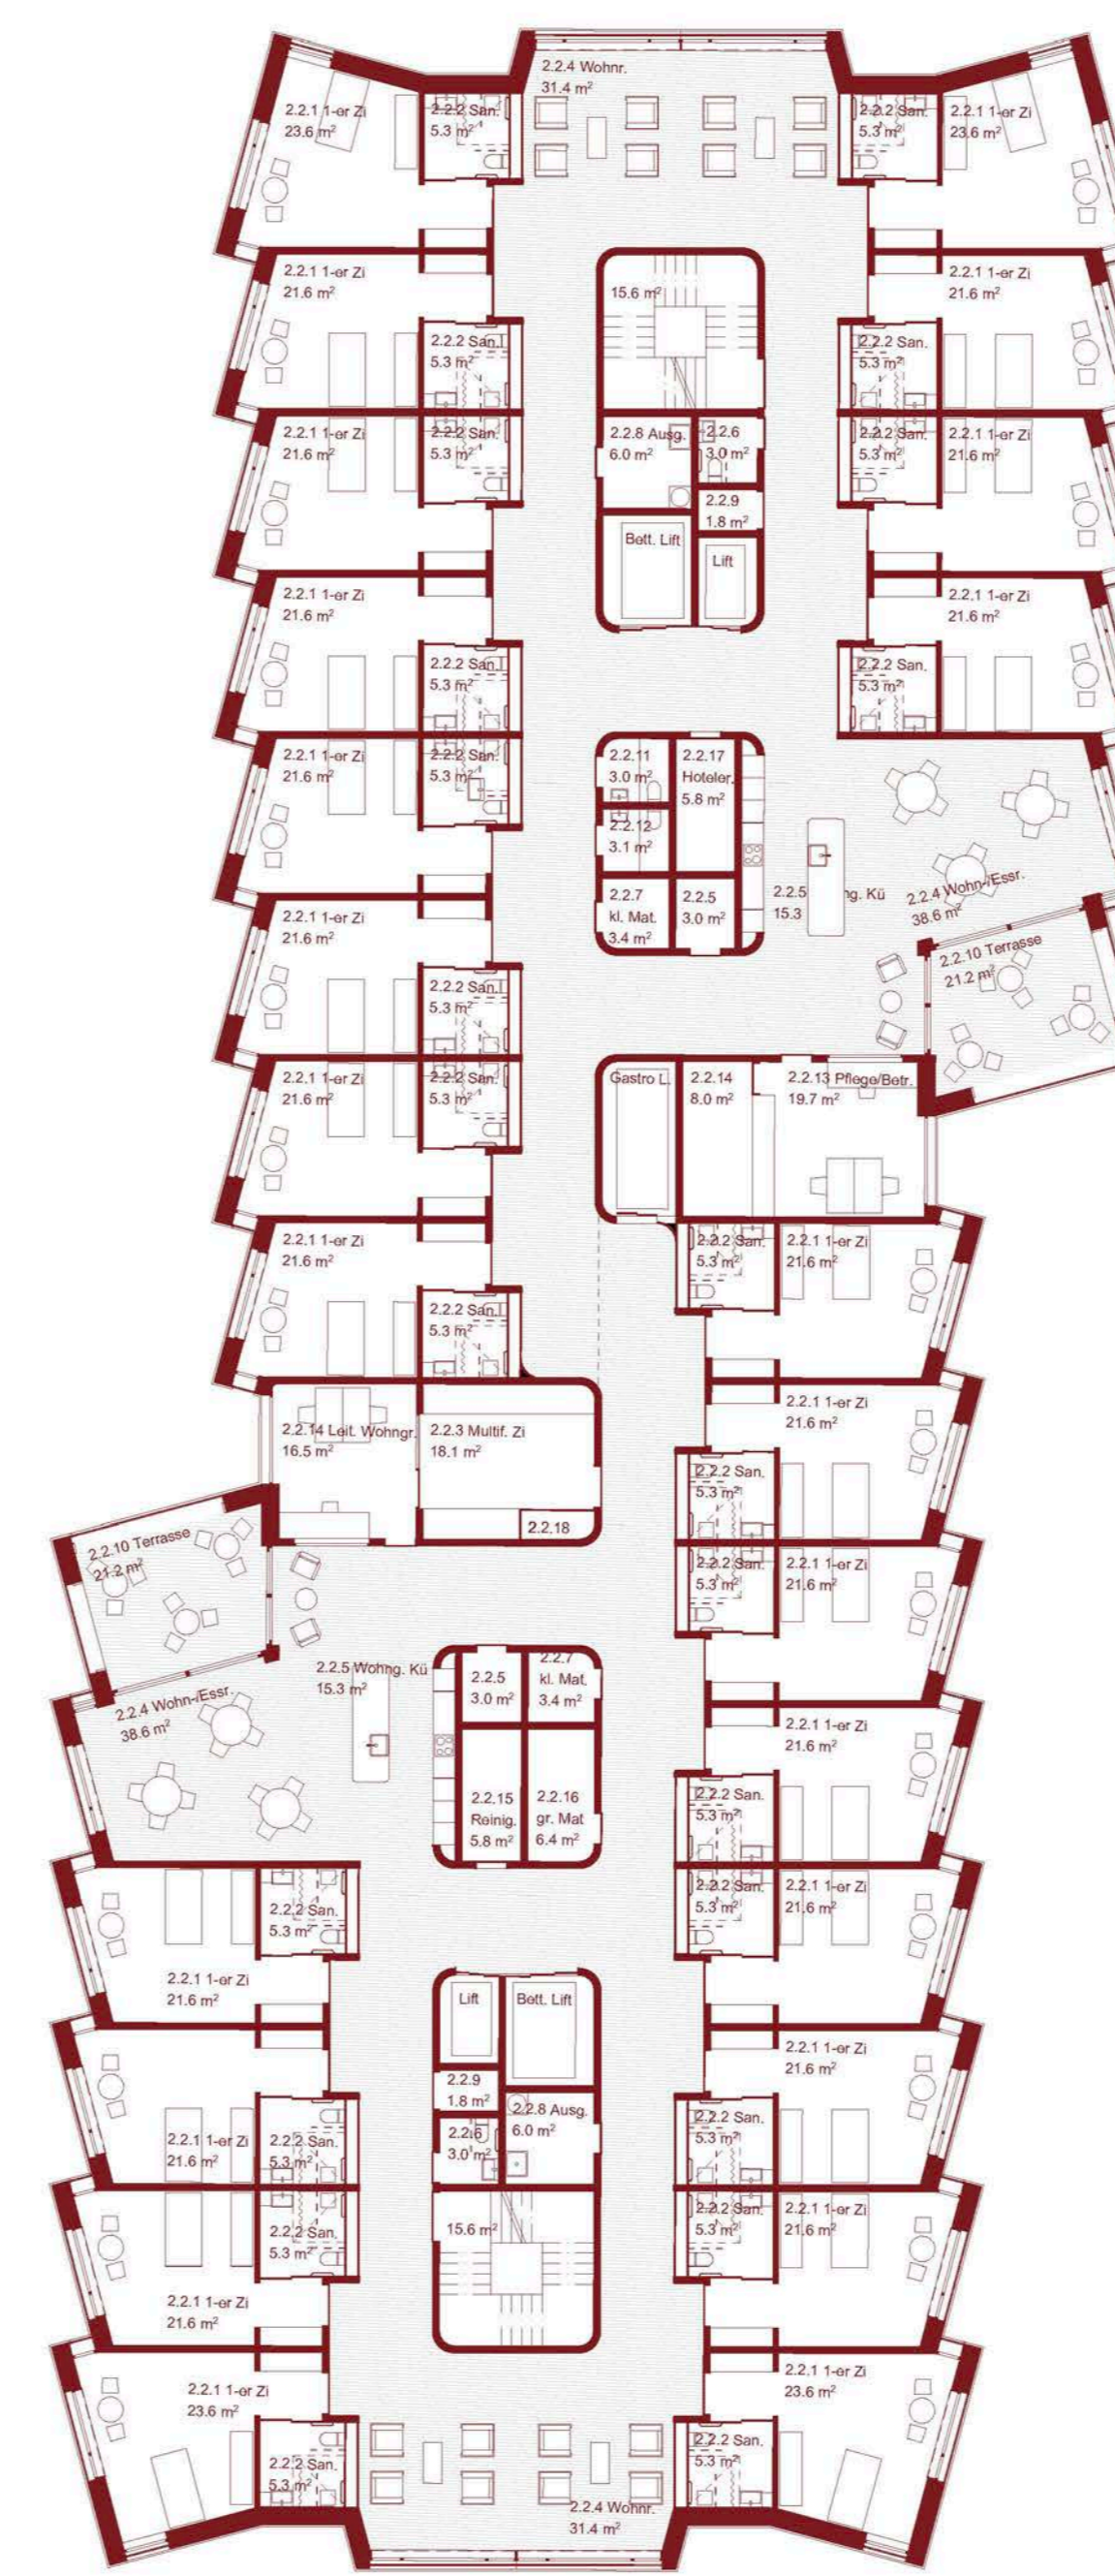 2.2.4 Wohnr.
31.4 m²
2.2.1 1-er Zi
23.6 m²
2.2.2 San.
5.3 m²
2.2.2 San.
5.3 m²
2.2.1 1-er Zi
23.6 m²
2.2.1 1-er Zi
21.6 m²
15.6 m²
2.2.1 1-er Zi
21.6 m²
2.2.2 San.
5.3 m²
2.2.2 San.
5.3 m²
2.2.1 1-er Zi
21.6 m²
2.2.2 San.
5.3 m²
2.2.8 Ausg.
6.0 m²
2.2.6
3.0 m²
2.2.2 San.
5.3 m²
2.2.1 1-er Zi
21.6 m²
2.2.9
1.8 m²
Bett. Lift
Lift
2.2.1 1-er Zi
21.6 m²
2.2.1 1-er Zi
21.6 m²
2.2.2 San.
5.3 m²
2.2.2 San.
5.3 m²
2.2.1 1-er Zi
21.6 m²
2.2.2 San.
5.3 m²
2.2.11
3.0 m²
2.2.17
Hoteler.
5.8 m²
2.2.12
3.1 m²
2.2.7
kl. Mat.
3.4 m²
2.2.5
3.0 m²
2.2.5 ng. Kü
15.3
2.2.4 Wohn-/Essr.
38.6 m²
2.2.1 1-er Zi
21.6 m²
2.2.10 Terrasse
21.2 m²
2.2.2 San.
5.3 m²
2.2.1 1-er Zi
21.6 m²
2.2.2 San.
5.3 m²
Gastro L.
2.2.14
8.0 m²
2.2.13 Pflege/Betr.
19.7 m²
2.2.1 1-er Zi
21.6 m²
2.2.2 San.
5.3 m²
2.2.1 1-er Zi
21.6 m²
2.2.2 San.
5.3 m²
2.2.1 1-er Zi
21.6 m²
2.2.14 Leit. Wohngr.
16.5 m²
2.2.3 Multif. Zi
18.1 m²
2.2.2 San.
5.3 m²
2.2.18
2.2.10 Terrasse
21.2 m²
2.2.2 San.
5.3 m²
2.2.1 1-er Zi
21.6 m²
2.2.5 Wohng. Kü
15.3 m²
2.2.5
3.0 m²
2.2.7
kl. Mat.
3.4 m²
2.2.4 Wohn-/Essr.
38.6 m²
2.2.1 1-er Zi
21.6 m²
2.2.15
Reinig.
5.8 m²
2.2.16
gr. Mat
6.4 m²
2.2.2 San.
5.3 m²
2.2.2 San.
5.3 m²
2.2.2 San.
5.3 m²
2.2.1 1-er Zi
21.6 m²
2.2.1 1-er Zi
21.6 m²
Lift
Bett. Lift
2.2.1 1-er Zi
21.6 m²
2.2.9
1.8 m²
2.2.8 Ausg.
6.0 m²
2.2.1 1-er Zi
21.6 m²
2.2.2 San.
5.3 m²
2.2.6
3.0 m²
2.2.2 San.
5.3 m²
2.2.2 San.
5.3 m²
15.6 m²
2.2.2 San.
5.3 m²
2.2.1 1-er Zi
21.6 m²
2.2.1 1-er Zi
21.6 m²
2.2.1 1-er Zi
23.6 m²
2.2.1 1-er Zi
23.6 m²
2.2.2 San.
5.3 m²
2.2.2 San.
5.3 m²
2.2.4 Wohnr.
31.4 m²